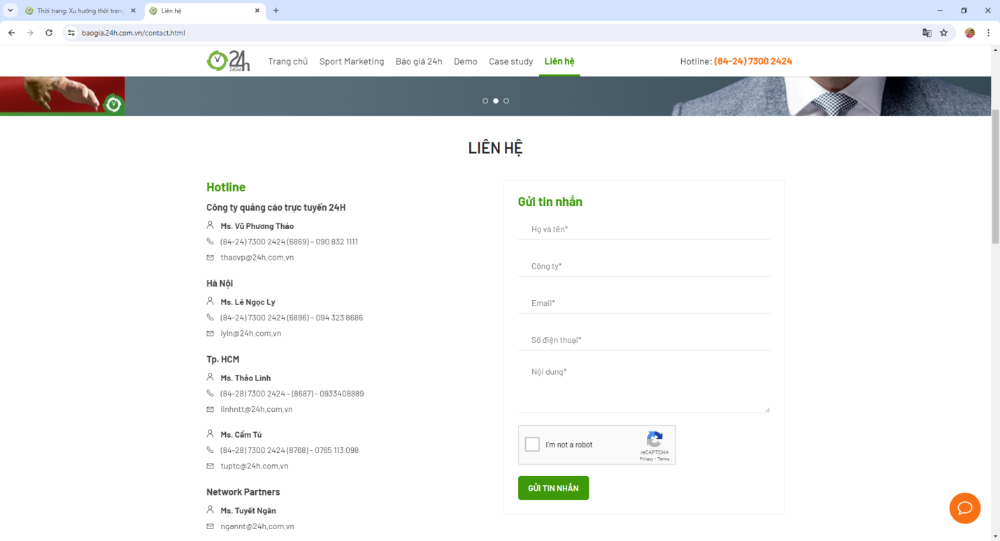 Thời trang: Xu hướng thời tran
Liên hệ
baogia.24h.com.vn/contact.html
24h
24Giờ
Trang chủ
Sport Marketing
Báo giá 24h
Demo
Case study
Liên hệ
Hotline: (84-24) 7300 2424
LIÊN HỆ
Hotline
Công ty quảng cáo trực tuyến 24H
Ms. Vũ Phương Thảo
(84-24) 7300 2424 (6869) – 090 832 1111
thaovp@24h.com.vn
Hà Nội
Ms. Lê Ngọc Ly
(84-24) 7300 2424 (6896) – 094 323 8686
lyln@24h.com.vn
Tp. HCM
Ms. Thảo Linh
(84-28) 7300 2424 - (8687) - 0933408889
linhntt@24h.com.vn
Ms. Cẩm Tú
(84-28) 7300 2424 (8768) - 0765 113 098
tuptc@24h.com.vn
Network Partners
Ms. Tuyết Ngân
ngannt@24h.com.vn
Gửi tin nhắn
Họ và tên*
Công ty*
Email*
Số điện thoại*
Nội dung*
I'm not a robot
reCAPTCHA
Privacy - Terms
GỬI TIN NHẮN